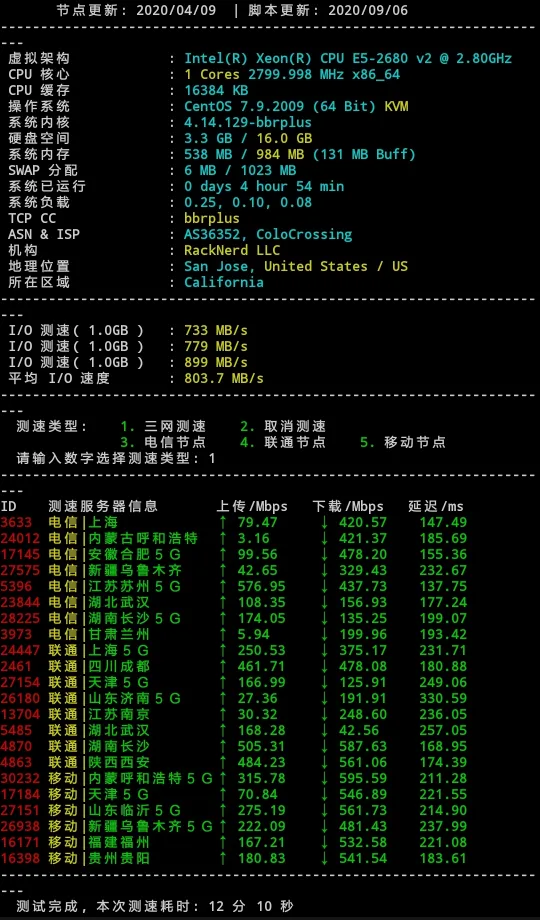 节点更新: 2020/04/09 | 脚本更新: 2020/09/06
----------------------------------------------------------------------
虚拟架构 : Intel(R) Xeon(R) CPU E5-2680 v2 @ 2.80GHz
CPU 核心 : 1 Cores 2799.998 MHz x86_64
CPU 缓存 : 16384 KB
操作系统 : CentOS 7.9.2009 (64 Bit) KVM
系统内核 : 4.14.129-bbrplus
硬盘空间 : 3.3 GB / 16.0 GB
系统内存 : 538 MB / 984 MB (131 MB Buff)
SWAP 分配 : 6 MB / 1023 MB
系统已运行 : 0 days 4 hour 54 min
系统负载 : 0.25, 0.10, 0.08
TCP CC : bbrplus
ASN & ISP : AS36352, ColoCrossing
机构 : RackNerd LLC
地理位置 : San Jose, United States / US
所在区域 : California
----------------------------------------------------------------------
I/O 测速( 1.0GB ) : 733 MB/s
I/O 测速( 1.0GB ) : 779 MB/s
I/O 测速( 1.0GB ) : 899 MB/s
平均 I/O 速度 : 803.7 MB/s
----------------------------------------------------------------------
测速类型: 1. 三网测速 2. 取消测速
3. 电信节点 4. 联通节点 5. 移动节点
请输入数字选择测速类型: 1
----------------------------------------------------------------------
ID 测速服务器信息 上传/Mbps 下载/Mbps 延迟/ms
3633 电信|上海 ↑ 79.47 ↓ 420.57 147.49
24012 电信|内蒙古呼和浩特 ↑ 3.16 ↓ 421.37 185.69
17145 电信|安徽合肥5G ↑ 99.56 ↓ 478.20 155.36
27575 电信|新疆乌鲁木齐 ↑ 42.65 ↓ 329.43 232.67
5396 电信|江苏苏州5G ↑ 576.95 ↓ 437.73 137.75
23844 电信|湖北武汉 ↑ 108.35 ↓ 156.93 177.24
28225 电信|湖南长沙5G ↑ 174.05 ↓ 135.25 199.07
3973 电信|甘肃兰州 ↑ 5.94 ↓ 199.96 193.42
24447 联通|上海5G ↑ 250.53 ↓ 375.17 231.71
2461 联通|四川成都 ↑ 461.71 ↓ 478.08 180.88
27154 联通|天津5G ↑ 166.99 ↓ 125.91 249.06
26180 联通|山东济南5G ↑ 27.36 ↓ 191.91 330.59
13704 联通|江苏南京 ↑ 30.32 ↓ 248.60 236.05
5485 联通|湖北武汉 ↑ 168.28 ↓ 42.56 257.05
4870 联通|湖南长沙 ↑ 505.31 ↓ 587.63 168.95
4863 联通|陕西西安 ↑ 484.23 ↓ 561.06 174.39
30232 移动|内蒙呼和浩特5G ↑ 315.78 ↓ 595.59 211.28
17184 移动|天津5G ↑ 70.84 ↓ 546.89 221.55
27151 移动|山东临沂5G ↑ 275.19 ↓ 561.73 214.90
26938 移动|新疆乌鲁木齐5G ↑ 222.09 ↓ 481.43 237.99
16171 移动|福建福州 ↑ 167.21 ↓ 532.58 221.08
16398 移动|贵州贵阳 ↑ 180.83 ↓ 541.54 183.61
----------------------------------------------------------------------
测试完成, 本次测速耗时: 12 分 10 秒